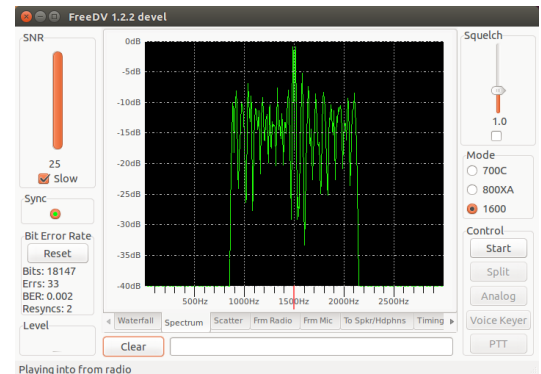 FreeDV 1.2.2 devel
SNR
25
Slow
Sync
Bit Error Rate
Reset
Bits: 18147
Errs: 33
BER: 0.002
Resyncs: 2
Level
...
0dB
-5dB
-10dB
-15dB
-20dB
-25dB
-30dB
-35dB
-40dB
500Hz 1000Hz 1500Hz 2000Hz 2500Hz
Waterfall Spectrum Scatter Frm Radio Frm Mic To Spkr/Hdphns Timing
Clear
Squelch
1.0
Mode
700C
800XA
1600
Control
Start
Split
Analog
Voice Keyer
PTT
Playing into from radio